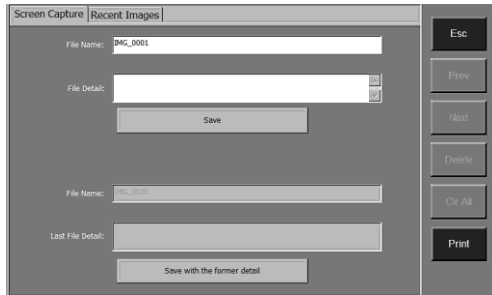 Screen Capture Recent Images
File Name: IMG_0001
File Detail:
Save
File Name: IMG_0001
Last File Detail:
Save with the former detail
Esc
Prev
Next
Delete
Clr All
Print